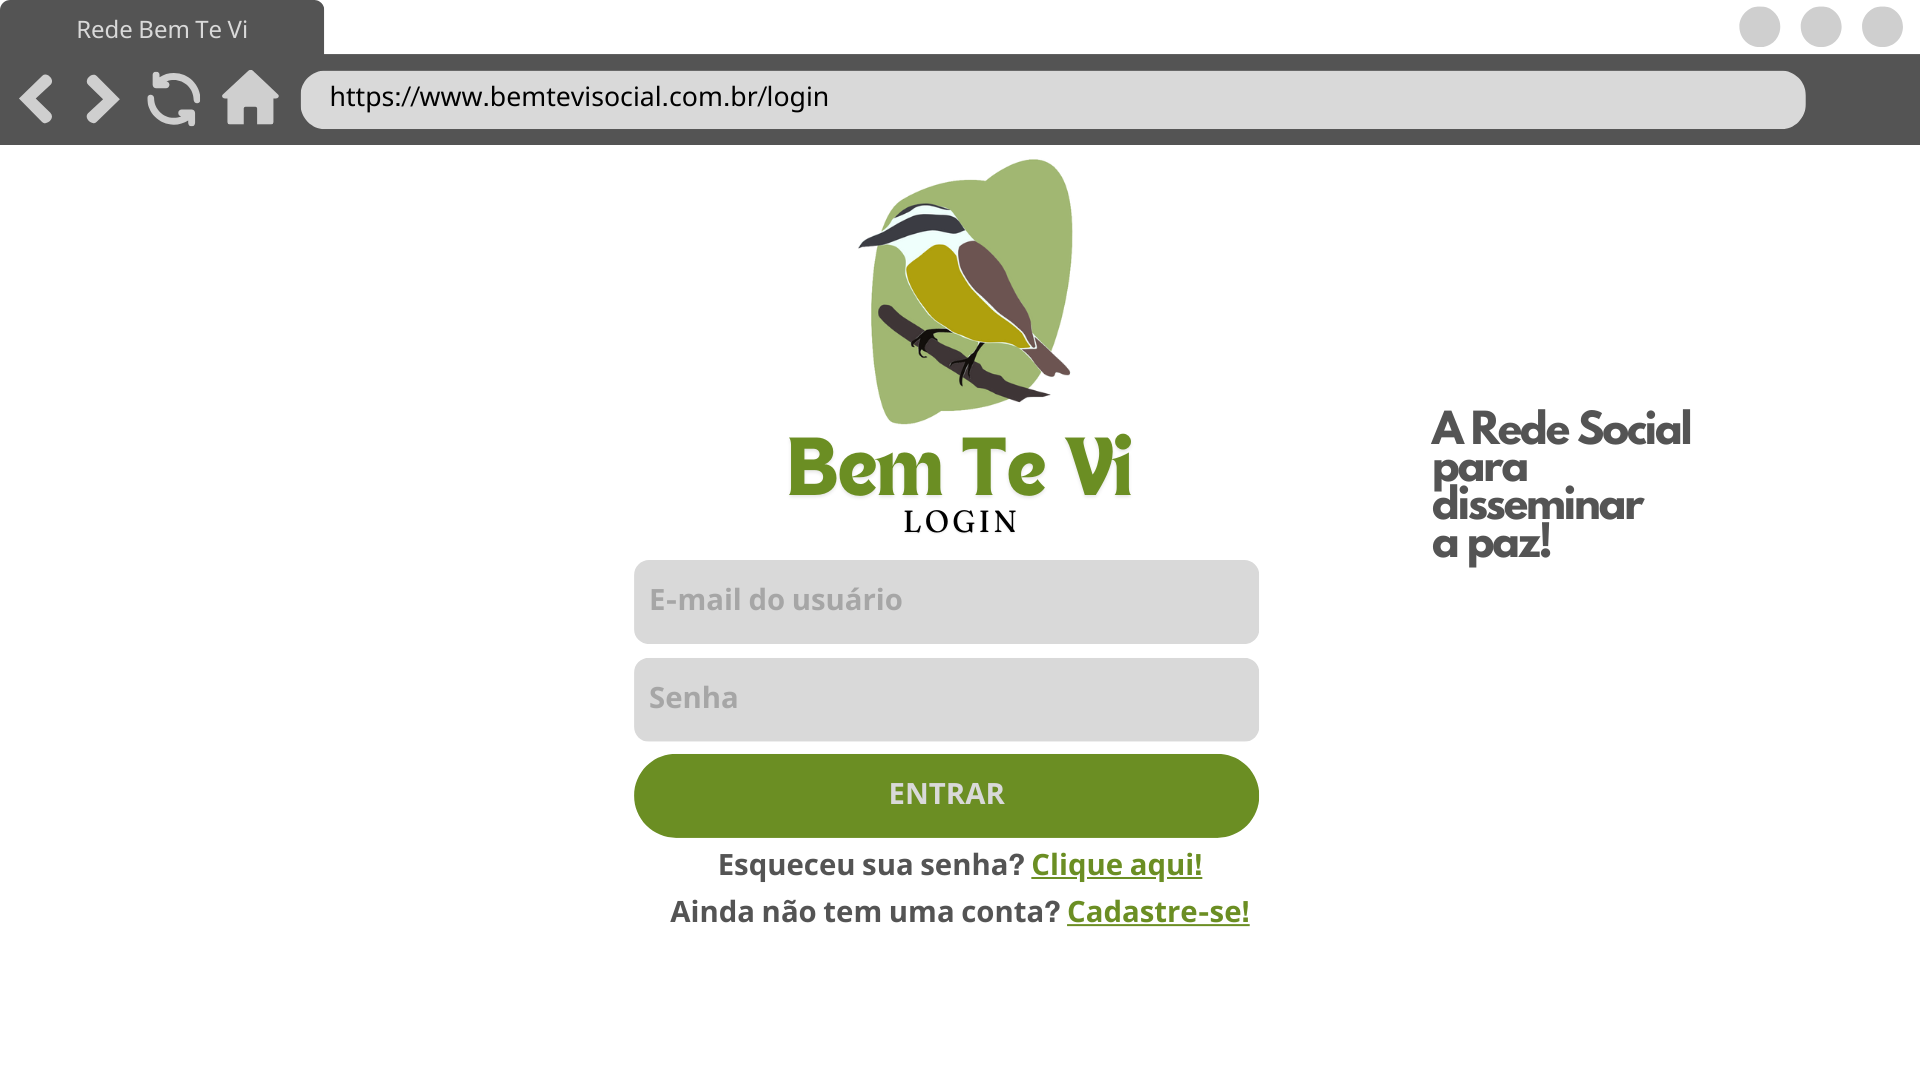 Rede Bem Te Vi
https://www.bemtevisocial.com.br/login
Bem Te Vi
LOGIN
A Rede Social
para
disseminar
a paz!
E-mail do usuário
Senha
ENTRAR
Esqueceu sua senha? Clique aqui!
Ainda não tem uma conta? Cadastre-se!